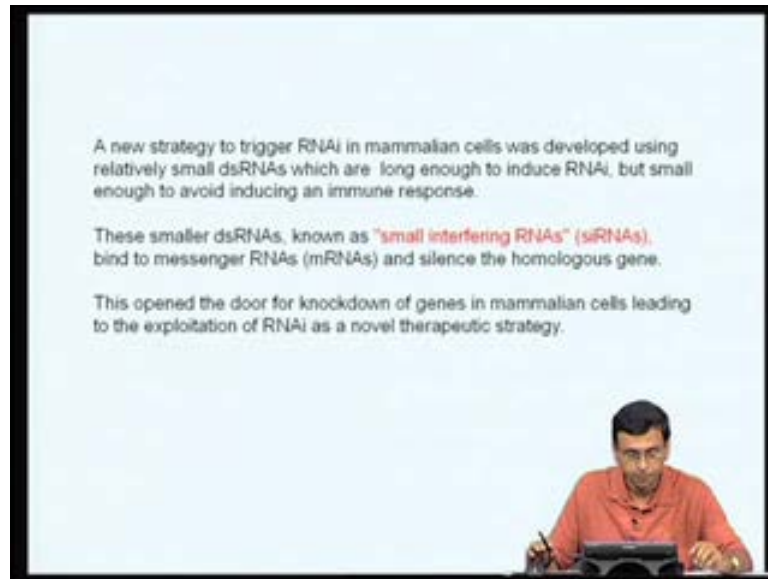 A new strategy to trigger RNAi in mammalian cells was developed using
relatively small dsRNAs which are long enough to induce RNAi, but small
enough to avoid inducing an immune response.
These smaller dsRNAs, known as "small interfering RNAs" (siRNAs),
bind to messenger RNAs (mRNAs) and silence the homologous gene.
This opened the door for knockdown of genes in mammalian cells leading
to the exploitation of RNAi as a novel therapeutic strategy.